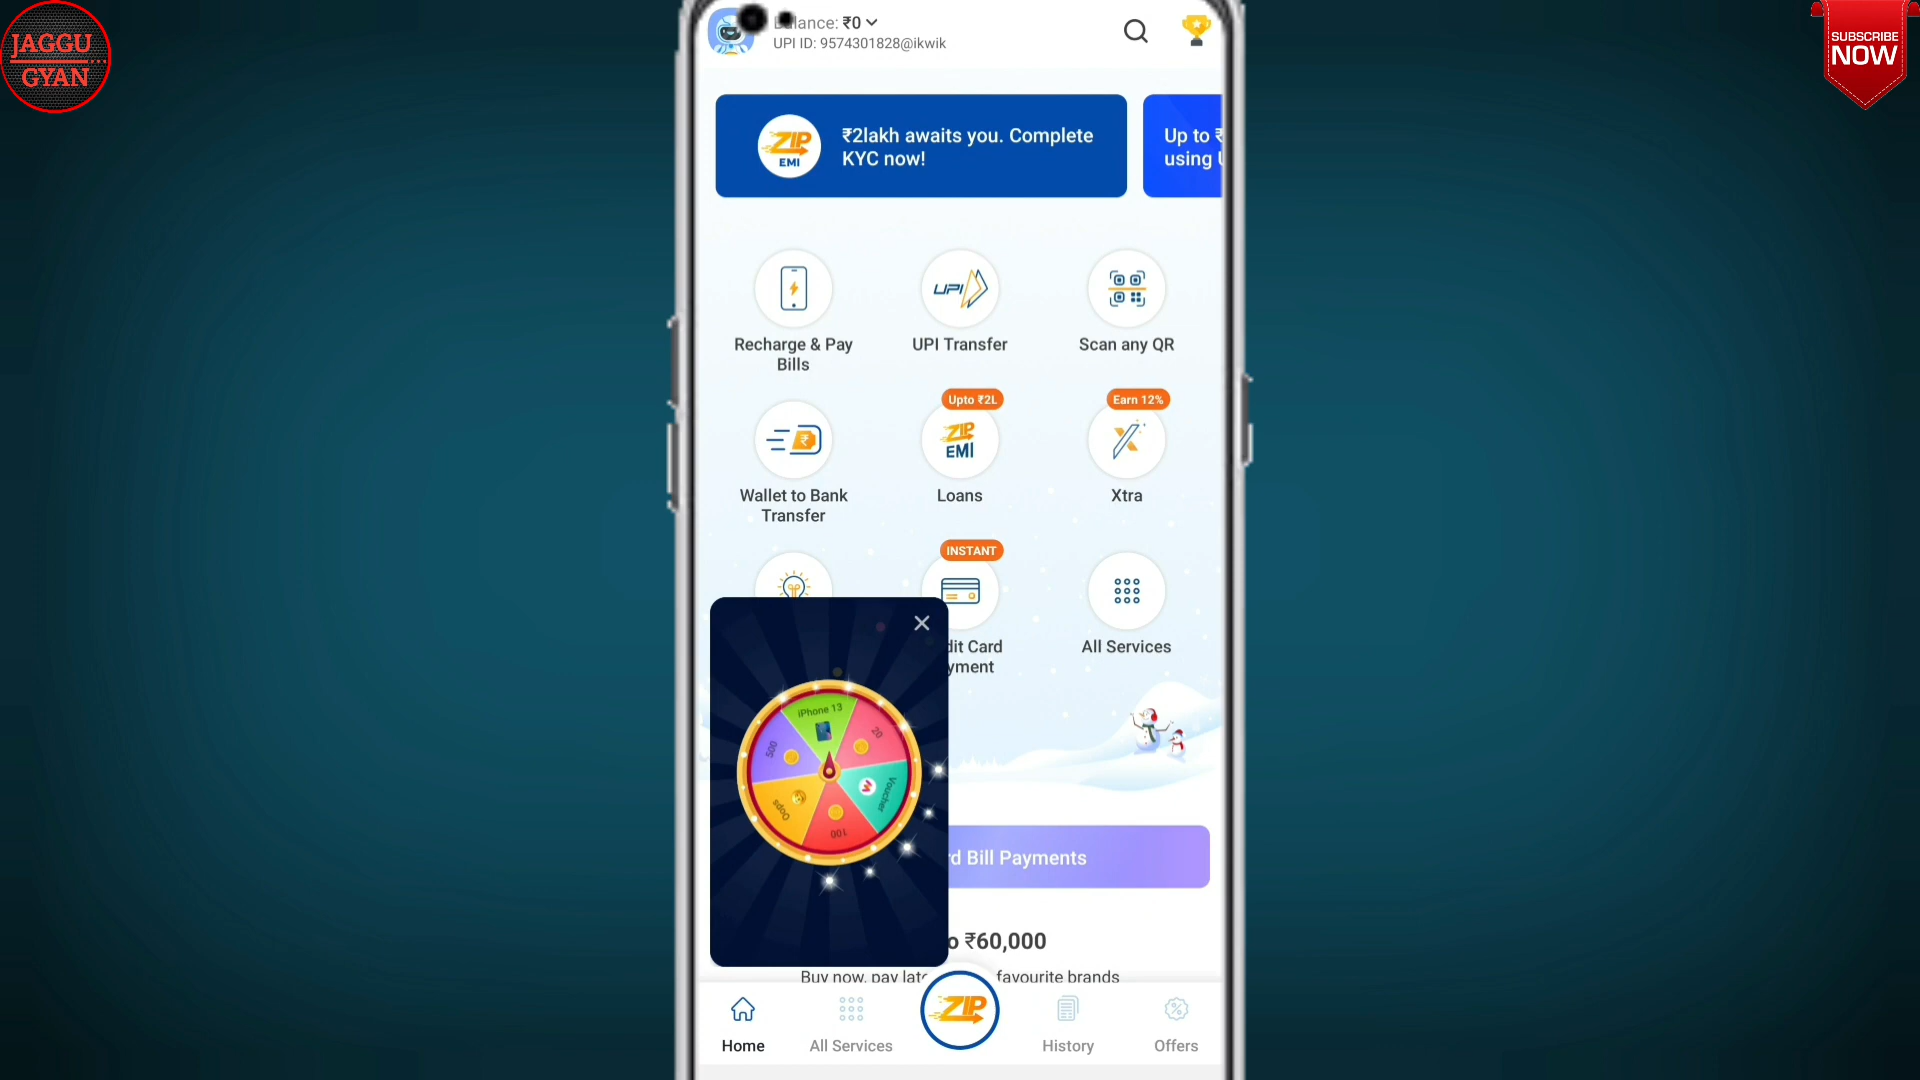 JAGGU
GYAN
SUBSCRIBE
NOW
Balance: ₹0
UPI ID: 9574301828@ikwik
ZIP
EMI
₹2lakh awaits you. Complete
KYC now!
Up to ₹
using
Recharge & Pay
Bills
UPI
UPI Transfer
Scan any QR
Wallet to Bank
Transfer
Upto ₹2L
ZIP
EMI
Loans
Earn 12%
Xtra
INSTANT
dit Card
yment
All Services
iPhone 13
20
Voucher
100
Oops
500
d Bill Payments
o ₹60,000
Buy now, pay late
favourite brands
Home
All Services
ZIP
History
Offers